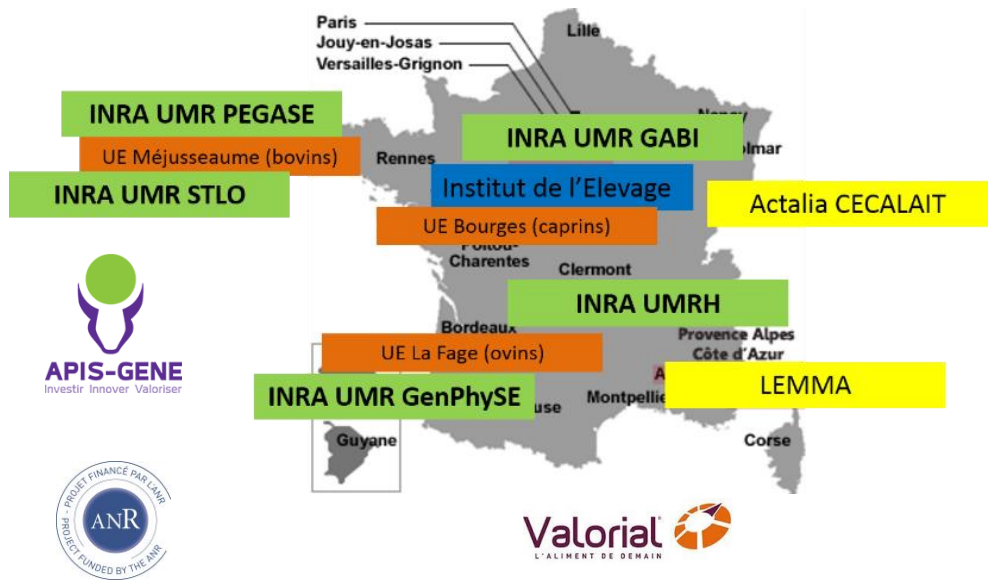 Paris
Jouy-en-Josas
Versailles-Grignon
Lille
INRA UMR PEGASE
UE Méjusseaume (bovins)
INRA UMR STLO
Rennes
INRA UMR GABI
Institut de l'Elevage
UE Bourges (caprins)
Actalia CECALAIT
Charentes
Clermont
INRA UMRH
Bordeaux
UE La Fage (ovins)
INRA UMR GenPhySE
Provence Alpes
Côte d'Azur
Montpellie
LEMMA
Guyane
Corse
APIS-GENE
Investir Innover Valoriser
PROJET FINANCÉ PAR L'ANR
ANR
PROJECT FUNDED BY THE ANR
Valorial
L'ALIMENT DE DEMAIN